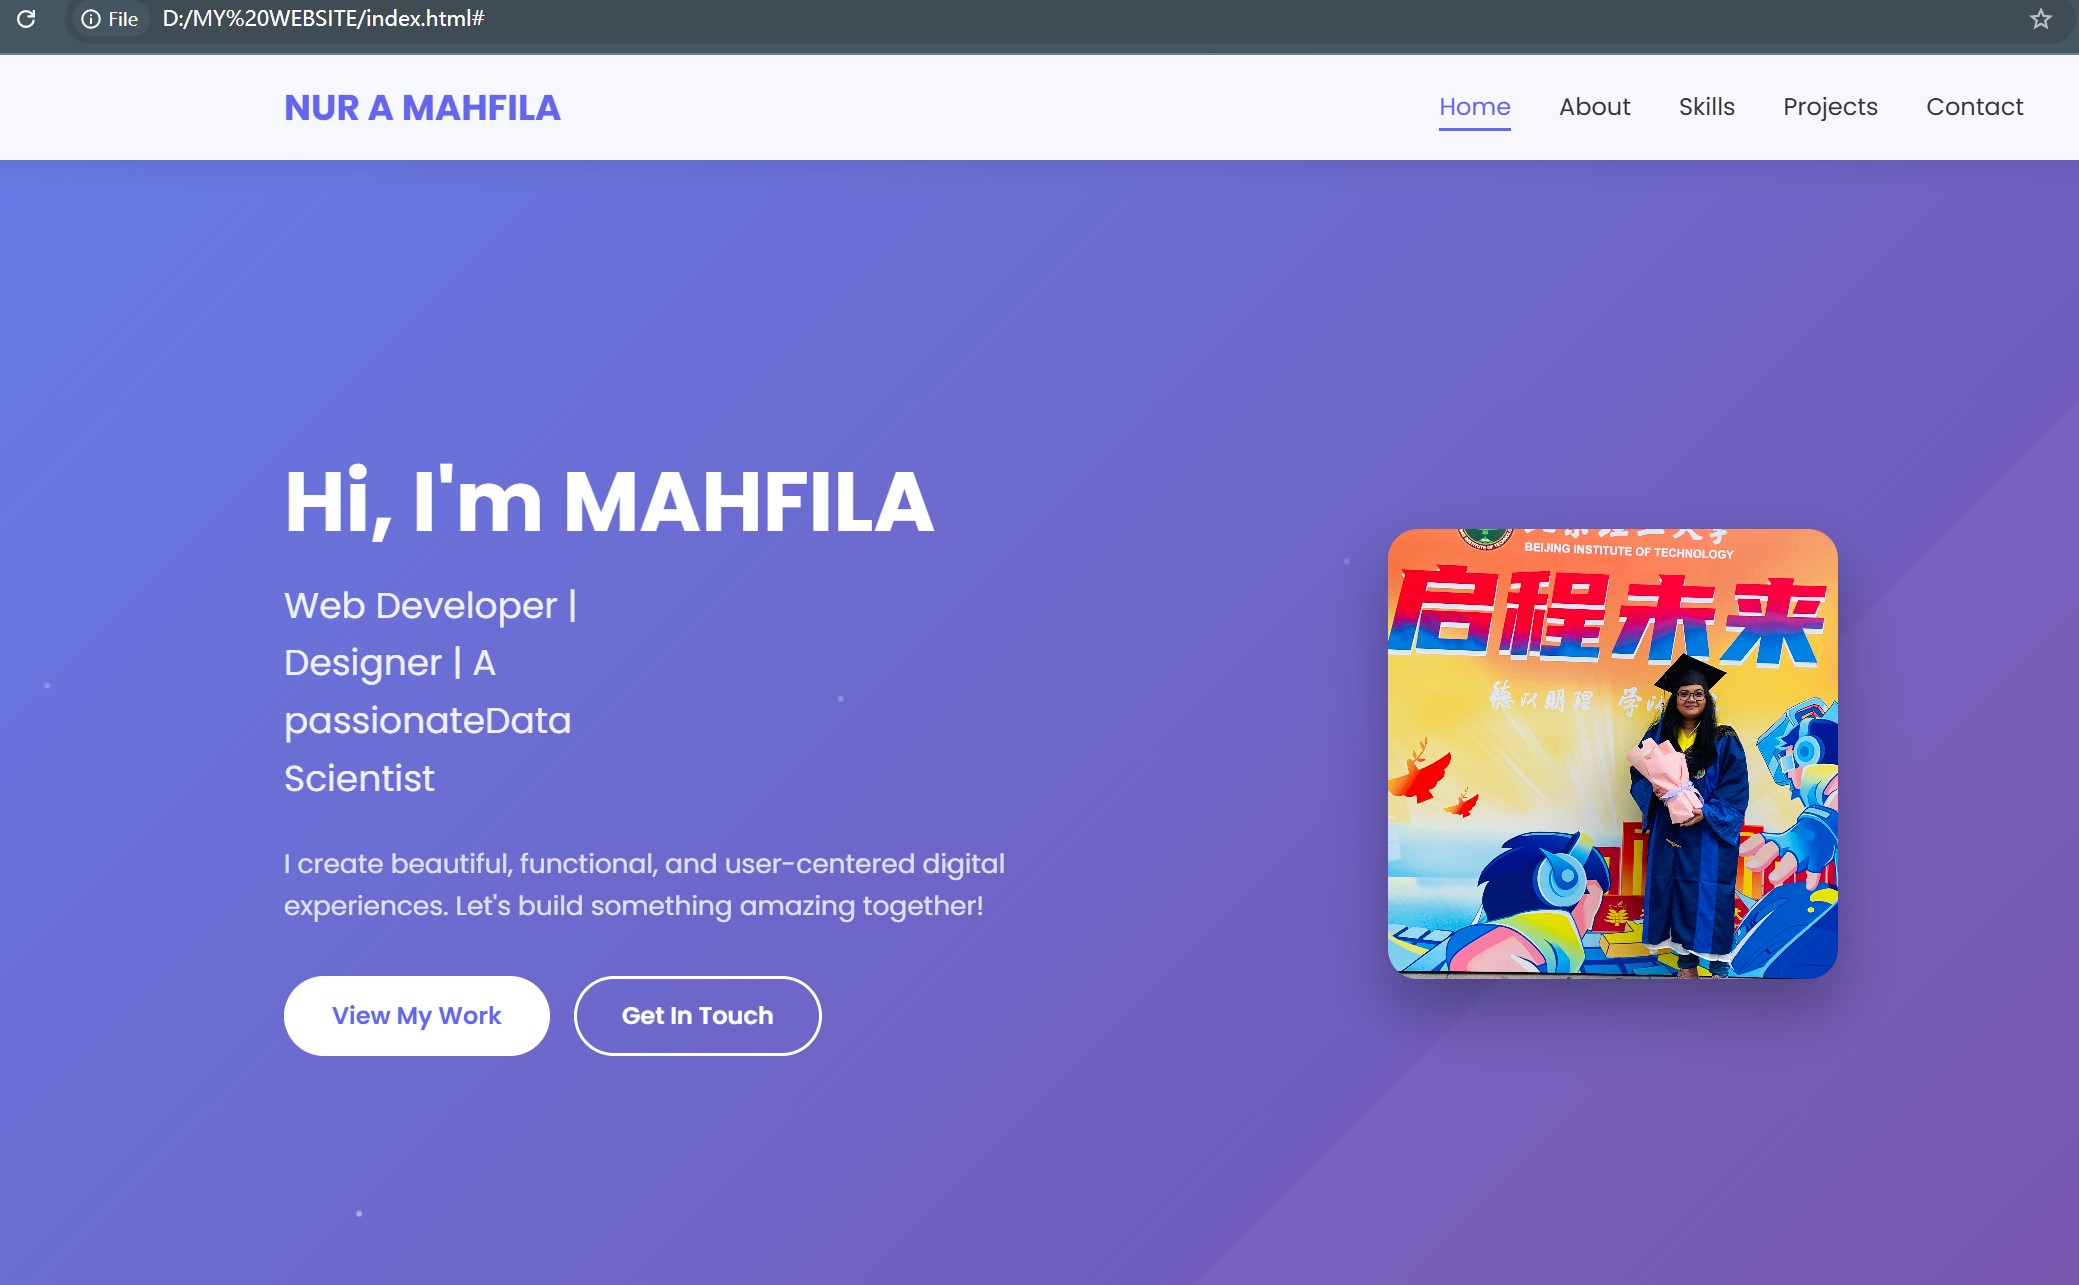 File D:/MY%20WEBSITE/index.html#
NUR A MAHFILA
Home About Skills Projects Contact
Hi, I'm MAHFILA
Web Developer |
Designer | A
passionateData
Scientist
I create beautiful, functional, and user-centered digital
experiences. Let's build something amazing together!
View My Work Get In Touch
BEIJING INSTITUTE OF TECHNOLOGY
启程未来
德以明理 学以